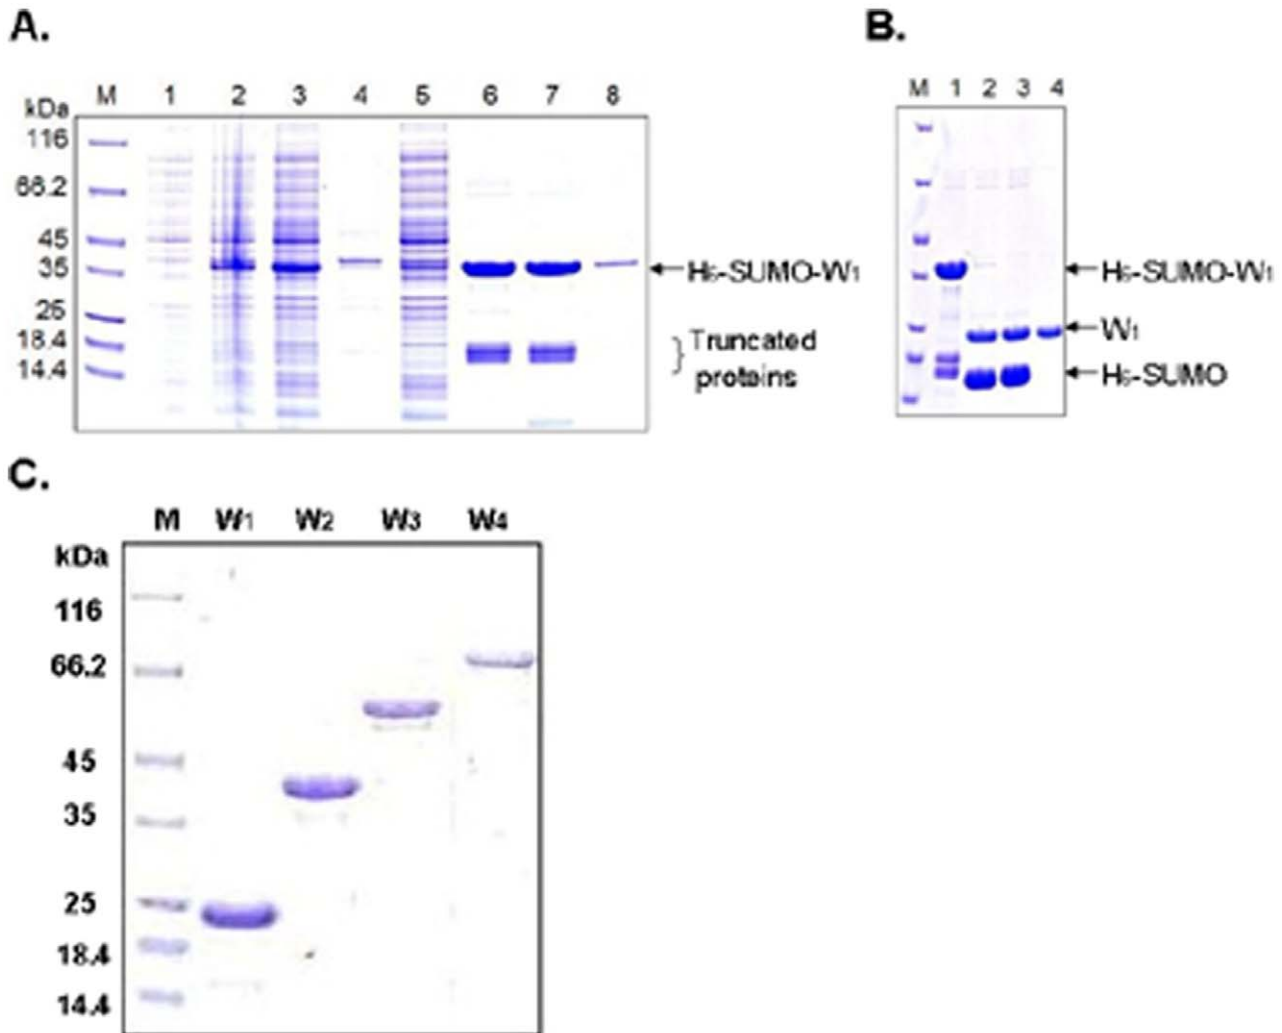 A.
kDa M 1 2 3 4 5 6 7 8
116
66.2
45
35
25
18.4
14.4
H₆-SUMO-W₁
Truncated
proteins
B.
M 1 2 3 4
H₆-SUMO-W₁
W₁
H₆-SUMO
C.
M W₁ W₂ W₃ W₄
kDa
116
66.2
45
35
25
18.4
14.4